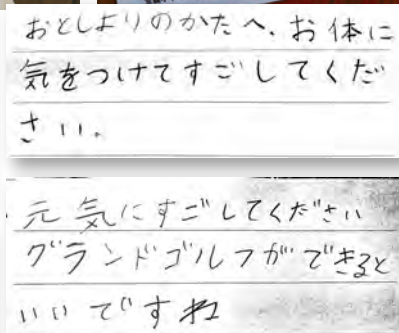 おとしよりのかたへ、お体に
気をつけてすごしてくだ
さい、
元気にすごしてください
グランドゴルフができると
いいですね